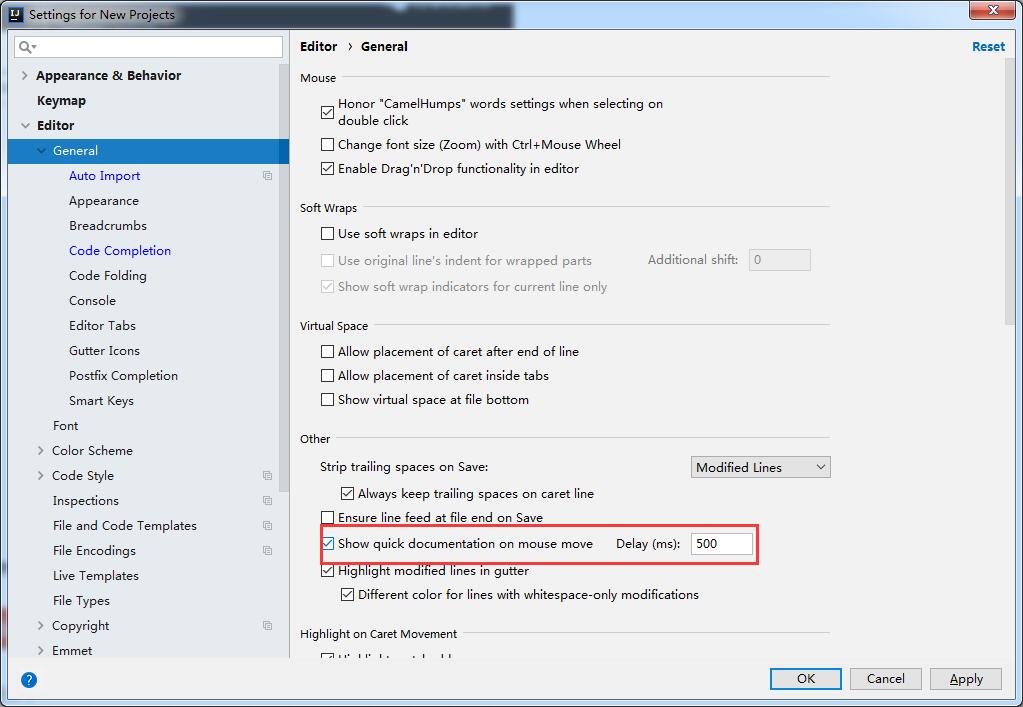 Settings for New Projects
Appearance & Behavior
Keymap
Editor
General
Auto Import
Appearance
Breadcrumbs
Code Completion
Code Folding
Console
Editor Tabs
Gutter Icons
Postfix Completion
Smart Keys
Font
Color Scheme
Code Style
Inspections
File and Code Templates
File Encodings
Live Templates
File Types
Copyright
Emmet
Editor › General
Reset
Mouse
Honor "CamelHumps" words settings when selecting on
double click
Change font size (Zoom) with Ctrl+Mouse Wheel
Enable Drag'n'Drop functionality in editor
Soft Wraps
Use soft wraps in editor
Use original line's indent for wrapped parts Additional shift: 0
Show soft wrap indicators for current line only
Virtual Space
Allow placement of caret after end of line
Allow placement of caret inside tabs
Show virtual space at file bottom
Other
Strip trailing spaces on Save: Modified Lines
Always keep trailing spaces on caret line
Ensure line feed at file end on Save
Show quick documentation on mouse move Delay (ms): 500
Highlight modified lines in gutter
Different color for lines with whitespace-only modifications
Highlight on Caret Movement
OK Cancel Apply